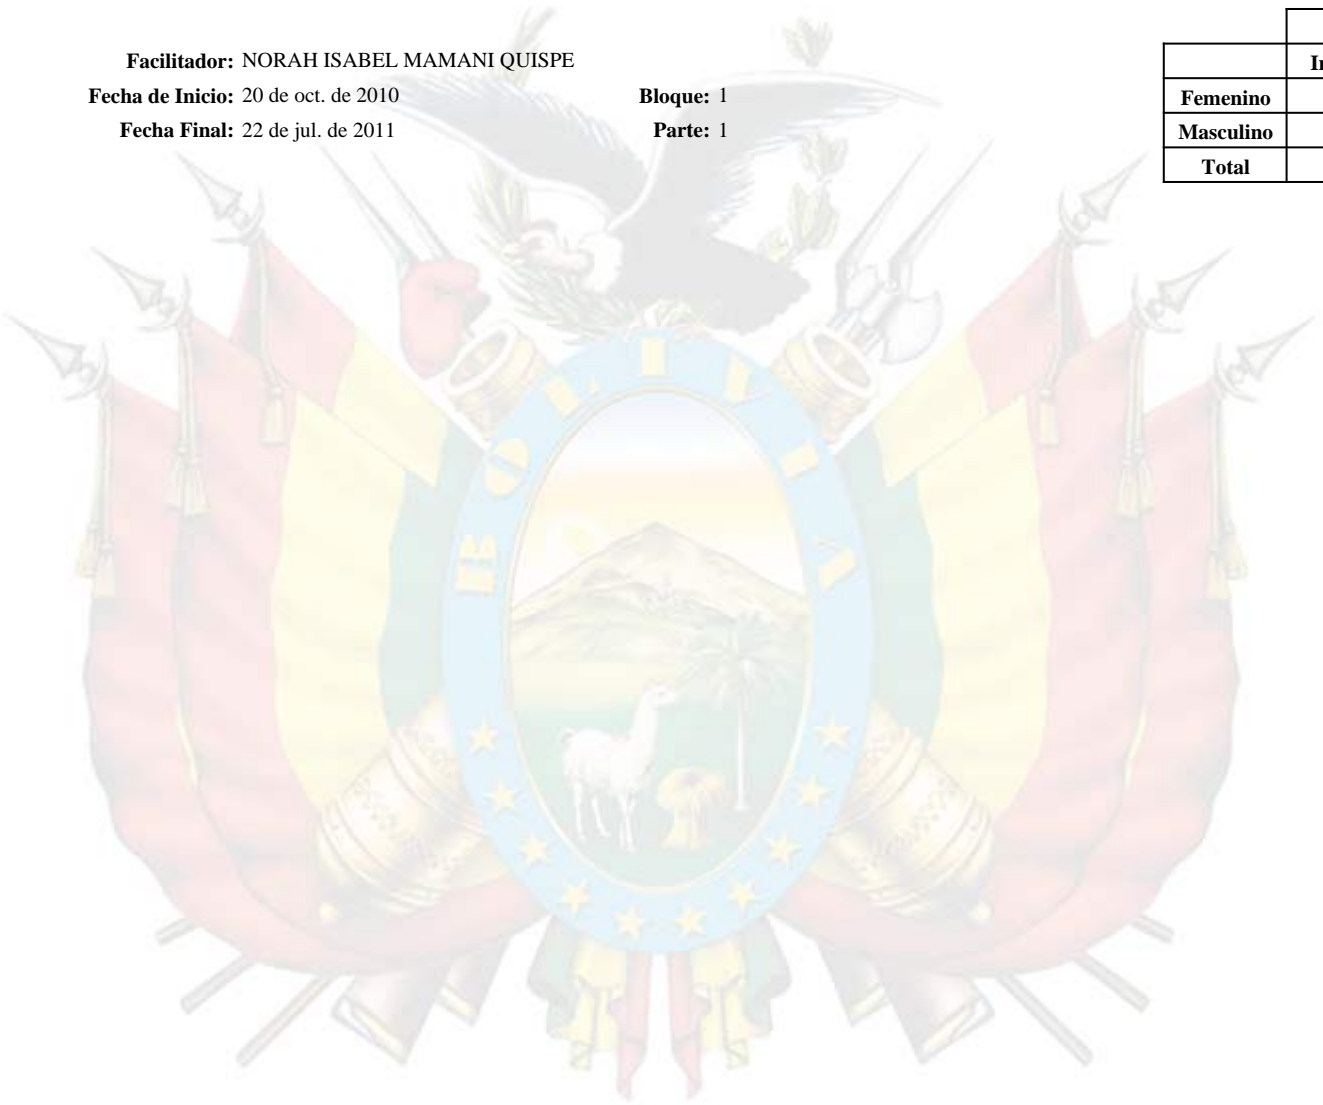 Facilitador: NORAH ISABEL MAMANI QUISPE
Fecha de Inicio: 20 de oct. de 2010 Bloque: 1
Fecha Final: 22 de jul. de 2011 Parte: 1
Femenino
Masculino
Total
BOLIVIA